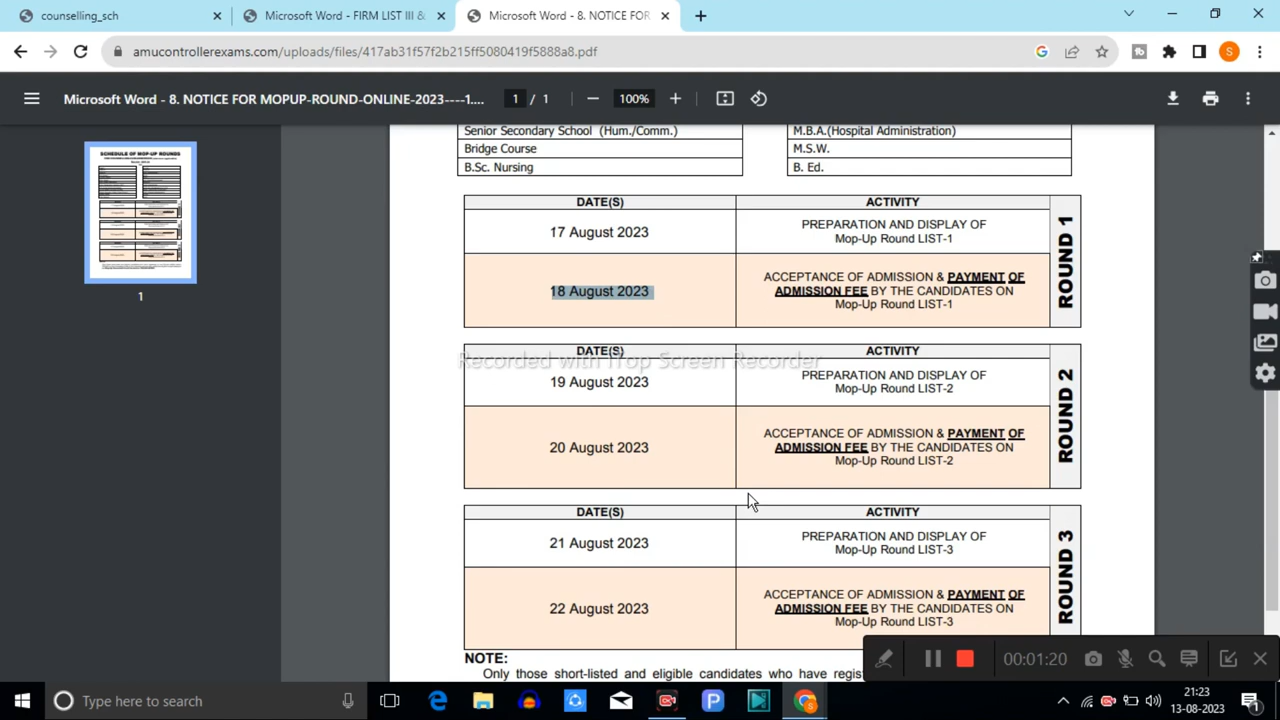 counselling_sch
Microsoft Word - FIRM LIST III &
Microsoft Word - 8. NOTICE FOR
amucontrollerexams.com/uploads/files/417ab31f57f2b215ff5080419f5888a8.pdf
S
Microsoft Word - 8. NOTICE FOR MOPUP-ROUND-ONLINE-2023----1....
1 / 1
100%
Senior Secondary School (Hum./Comm.)
M.B.A.(Hospital Administration)
Bridge Course
M.S.W.
B.Sc. Nursing
B. Ed.
SCHEDULE OF MOP-UP ROUNDS
1
DATE(S)
ACTIVITY
17 August 2023
PREPARATION AND DISPLAY OF
Mop-Up Round LIST-1
18 August 2023
ACCEPTANCE OF ADMISSION & PAYMENT OF
ADMISSION FEE BY THE CANDIDATES ON
Mop-Up Round LIST-1
ROUND 1
Recorded with iTop Screen Recorder
DATE(S)
ACTIVITY
19 August 2023
PREPARATION AND DISPLAY OF
Mop-Up Round LIST-2
20 August 2023
ACCEPTANCE OF ADMISSION & PAYMENT OF
ADMISSION FEE BY THE CANDIDATES ON
Mop-Up Round LIST-2
ROUND 2
DATE(S)
ACTIVITY
21 August 2023
PREPARATION AND DISPLAY OF
Mop-Up Round LIST-3
22 August 2023
ACCEPTANCE OF ADMISSION & PAYMENT OF
ADMISSION FEE BY THE CANDIDATES ON
Mop-Up Round LIST-3
ROUND 3
NOTE:
Only those short-listed and eligible candidates who have regis
00:01:20
Type here to search
21:23
13-08-2023
1